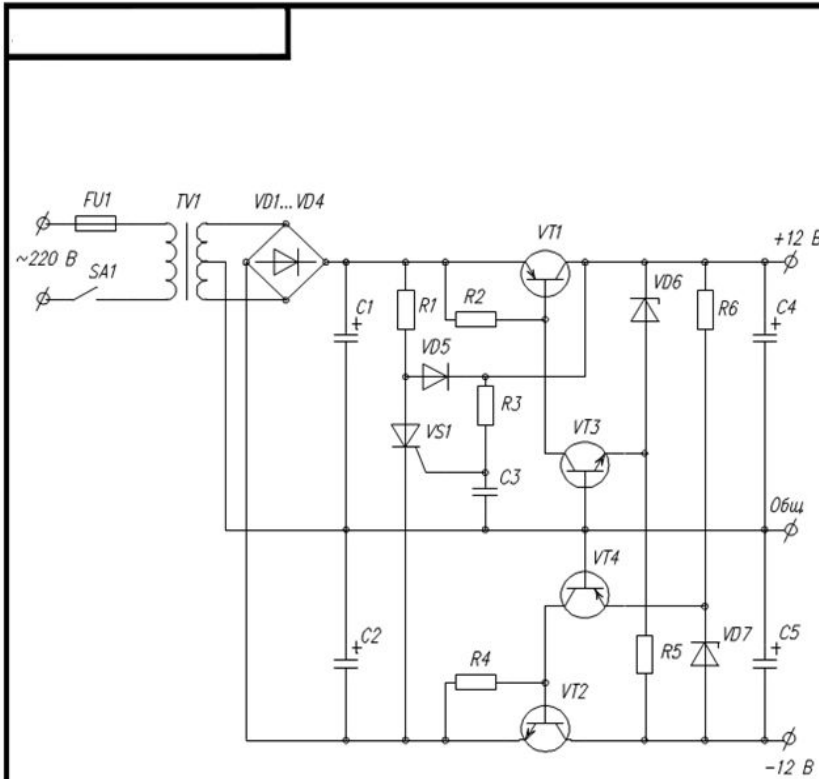 FU1
TV1
VD1...VD4
VT1
+12 В
~220 В
SA1
C1
+
R1
R2
VD6
R6
C4
+
VD5
R3
VS1
VT3
C3
Общ
VT4
C2
+
R4
VT2
R5
VD7
C5
+
-12 В